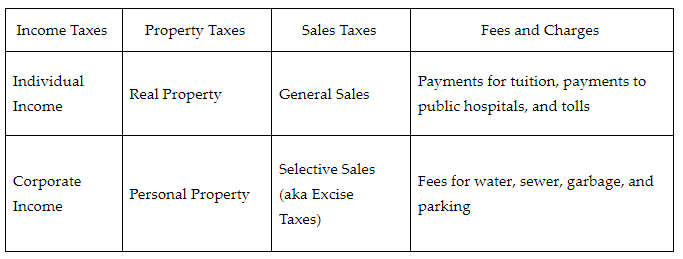 Income Taxes
Property Taxes
Sales Taxes
Fees and Charges
Individual
Income
Real Property
General Sales
Payments for tuition, payments to
public hospitals, and tolls
Corporate
Income
Personal Property
Selective Sales
(aka Excise
Taxes)
Fees for water, sewer, garbage, and
parking